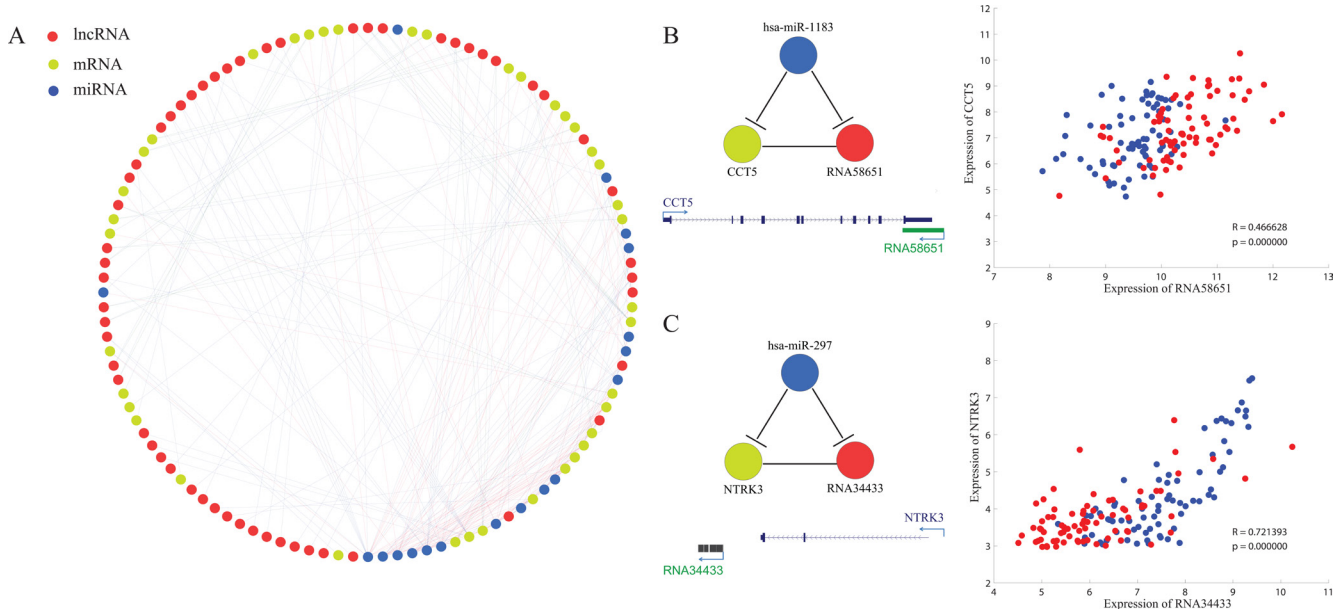 A
lncRNA
mRNA
miRNA
B
hsa-miR-1183
CCT5
RNA58651
CCT5
RNA58651
12
11
10
9
8
7
6
5
4
3
2
Expression of CCT5
R = 0.466628
p = 0.000000
7
8
9
10
11
12
13
Expression of RNA58651
C
hsa-miR-297
NTRK3
RNA34433
NTRK3
RNA34433
9
8
7
6
5
4
3
2
Expression of NTRK3
R = 0.721393
p = 0.000000
4
5
6
7
8
9
10
11
Expression of RNA34433